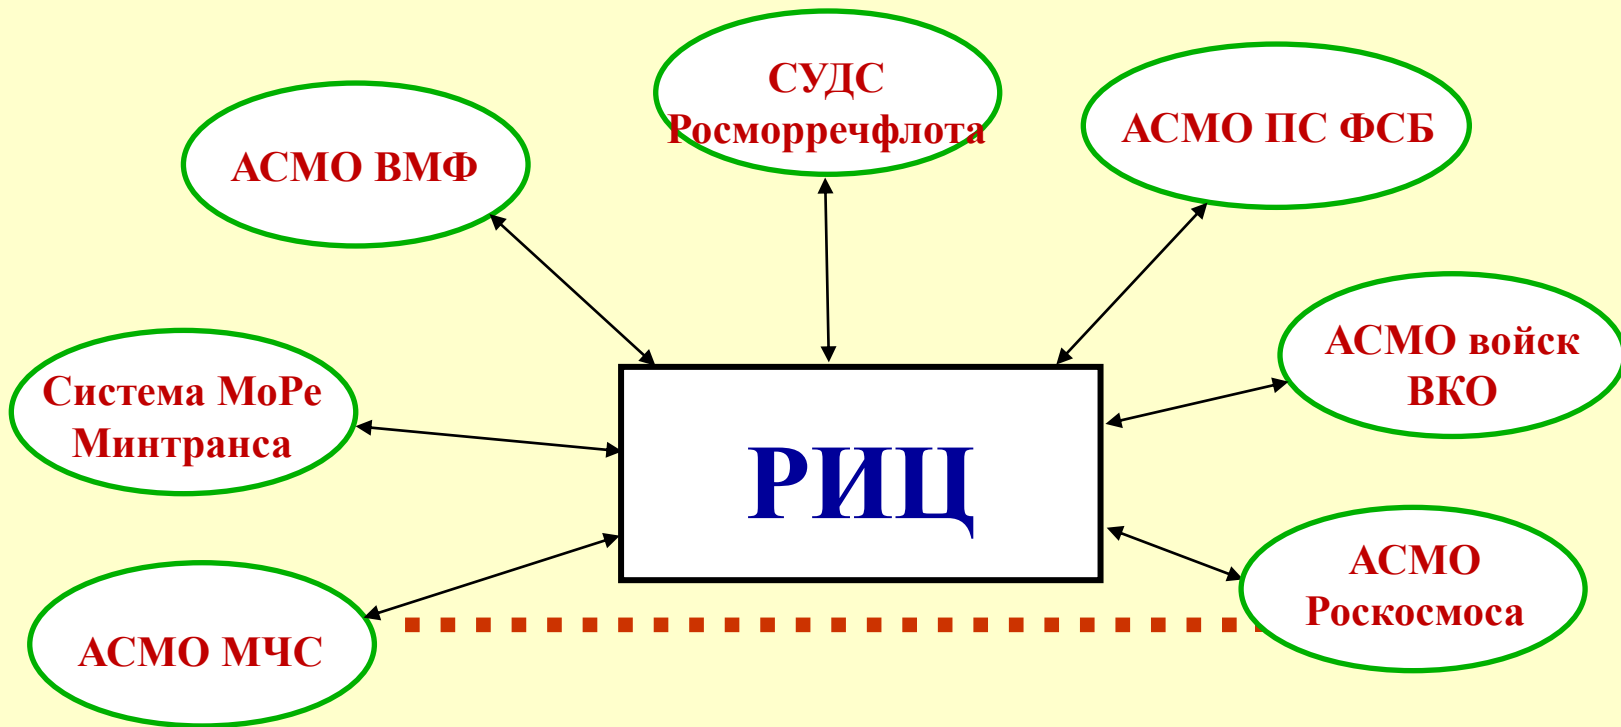 СУДС
Росморречфлота
АСМО ПС ФСБ
АСМО ВМФ
АСМО войск
ВКО
Система МоРе
Минтранса
РИЦ
АСМО
Роскосмоса
АСМО МЧС